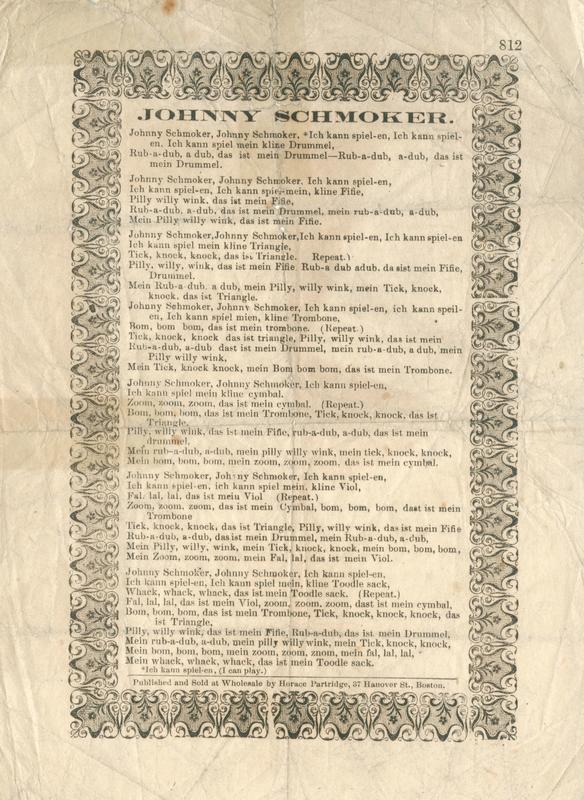 812
JOHNNY SCHMOKER.
Johnny Schmoker, Johnny Schmoker, *Ich kann spiel-en, Ich kann spiel-
en, Ich kann spiel mein kline Drummel,
Rub-a-dub, a dub, das ist mein Drummel—Rub-a-dub, a-dub, das ist
mein Drummel.
Johnny Schmoker, Johnny Schmoker, Ich kann spiel-en,
Ich kann spiel-en, Ich kann spiel-mein, kline Fifie,
Pilly willy wink, das ist mein Fifie,
Rub-a-dub, a-dub, das ist mein Drummel, mein rub-a-dub, a-dub,
Mein Pilly willy wink, das ist mein Fifie.
Johnny Schmoker, Johnny Schmoker, Ich kann spiel-en, Ich kann spiel-en
Ich kann spiel mein kline Triangle,
Tick, knock, knock, das ist Triangle. Repeat.)
Pilly, willy, wink, das ist mein Fifie Rub-a dub adub, da sist mein Fifie,
Drummel.
Mein Rub-a-dub, a dub, mein Pilly, willy wink, mein Tick, knock,
knock, das ist Triangle.
Johnny Schmoker, Johnny Schmoker, Ich kann spiel-en, ich kann speil-
en, Ich kann spiel mien, kline Trombone,
Bom, bom bom, das ist mein trombone. (Repeat.)
Tick, knock, knock das ist triangle, Pilly, willy wink, das ist mein
Rub-a-dub, a-dub dast ist mein Drummel, mein rub-a-dub, a dub, mein
Pilly willy wink,
Mein Tick, knock knock, mein Bom bom bom, das ist mein Trombone.
Johnny Schmoker, Johnny Schmoker, Ich kann spiel-en,
Ich kann spiel mein kline cymbal.
Zoom, zoom, zoom, das ist mein cymbal. (Repeat.)
Bom, bom, bom, das ist mein Trombone, Tick, knock, knock, das ist
Triangle.
Pilly, willy wink, das ist mein Fifie, rub-a-dub, a-dub, das ist mein
drummel,
Mein rub-a-dub, a-dub, mein pilly willy wink, mein tick, knock, knock,
Mein bom, bom, bom, mein zoom, zoom, zoom, das ist mein cymbal.
Johnny Schmoker, Johnny Schmoker, Ich kann spiel-en,
Ich kann spiel-en, ich kann spiel mein, kline Viol,
Fal, lal, lal, das ist mein Viol (Repeat.)
Zoom, zoom, zoom, das ist mein Cymbal, bom, bom, bom, dast ist mein
Trombone
Tick, knock, knock, das ist Triangle, Pilly, willy wink, das ist mein Fifie
Rub-a-dub, a-dub, das ist mein Drummel, mein Rub-a-dub, a-dub,
Mein Pilly, willy, wink, mein Tick, knock, knock, mein bom, bom, bom,
Mein Zoom, zoom, zoom, mein Fal, lal, das ist mein Viol.
Johnny Schmoker, Johnny Schmoker, Ich kann spiel-en,
Ich kann spiel-en, Ich kann spiel mein, kline Toodle sack,
Whack, whack, whack, das ist mein Toodle sack. (Repeat.)
Fal, lal, lal, das ist mein Viol, zoom, zoom, zoom, dast ist mein cymbal,
Bom, bom, bom, das ist mein Trombone, Tick, knock, knock, knock, das
ist Triangle,
Pilly, willy wink, das ist mein Fifie, Rub-a-dub, das ist mein Drummel,
Mein rub-a-dub, a-dub, mein pilly willy wink, mein Tick, knock, knock,
Mein bom, bom, bom, mein zoom, zoom, znom, mein fal, lal, lal,
Mein whack, whack, whack, das ist mein Toodle sack.
*Ich kann spiel-en, (I can play.)
Published and Sold at Wholesale by Horace Partridge, 37 Hanover St., Boston.